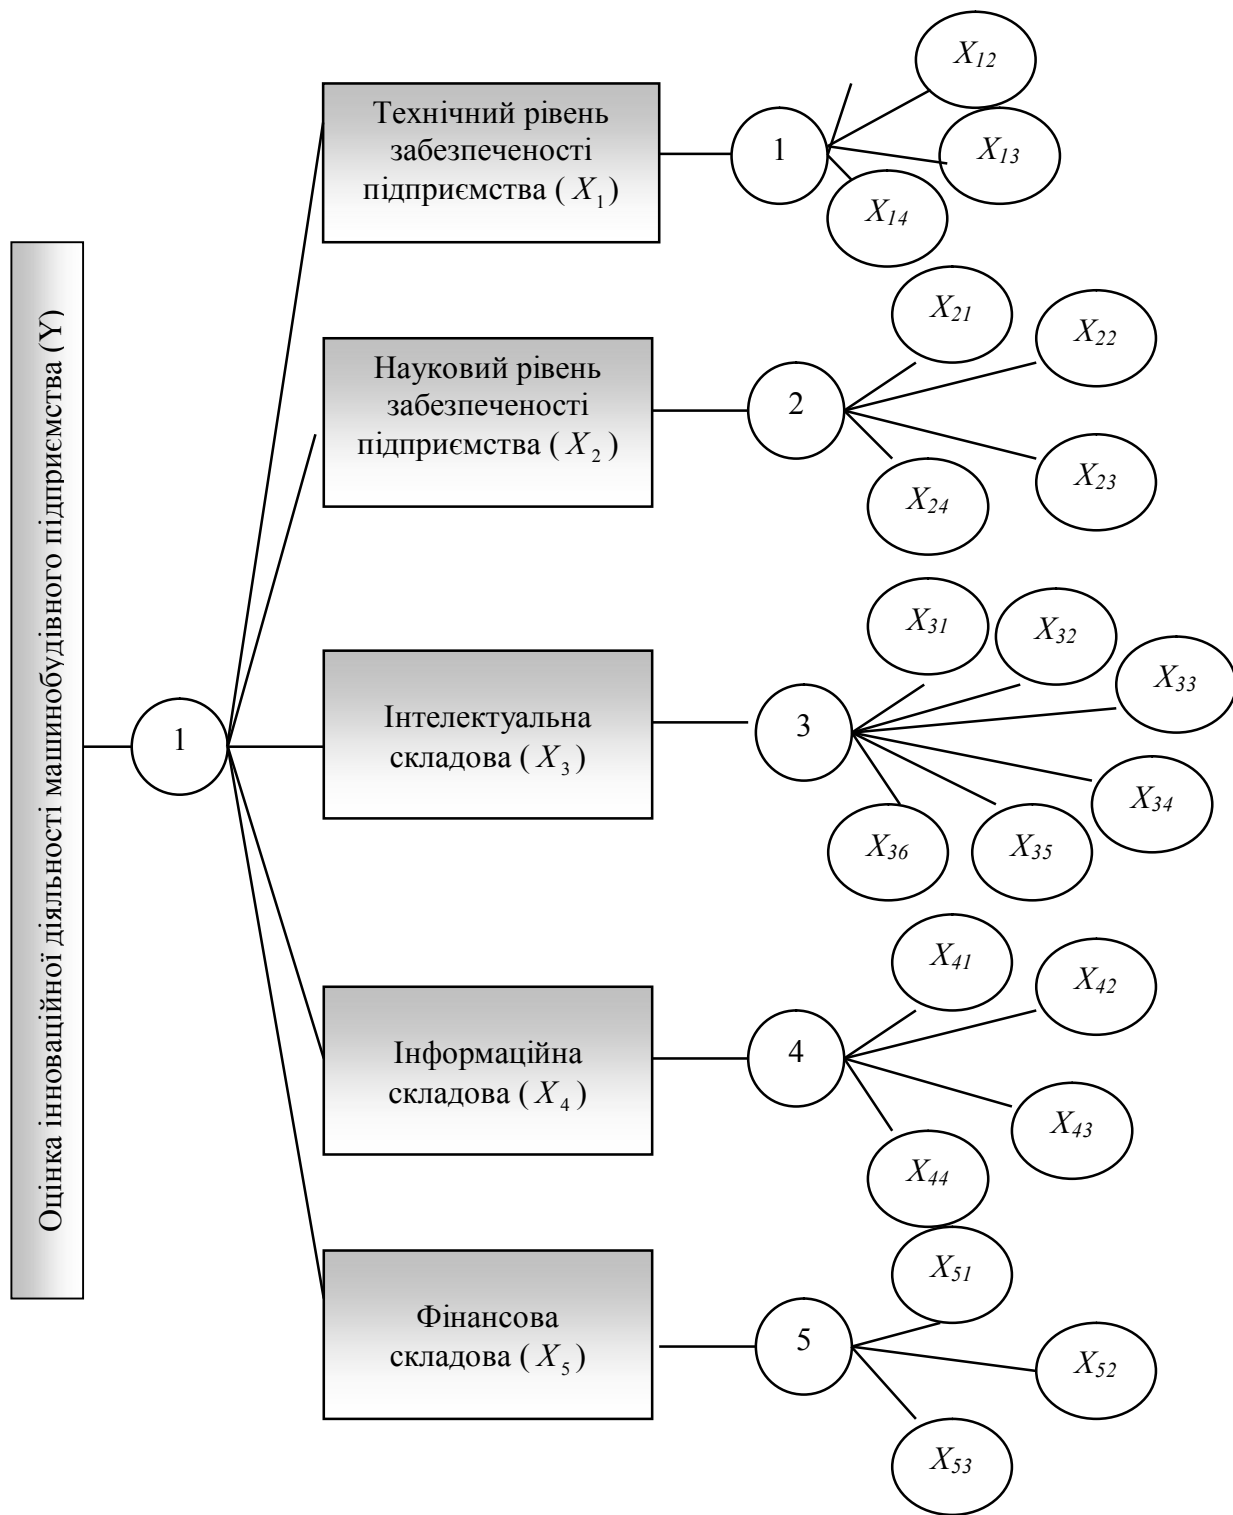 Оцінка інноваційної діяльності машинобудівного підприємства (Y)
1
Технічний рівень
забезпеченості
підприємства ( X₁ )
1
X₁₂
X₁₃
X₁₄
Науковий рівень
забезпеченості
підприємства ( X₂ )
2
X₂₁
X₂₂
X₂₃
X₂₄
Інтелектуальна
складова ( X₃ )
3
X₃₁
X₃₂
X₃₃
X₃₄
X₃₅
X₃₆
Інформаційна
складова ( X₄ )
4
X₄₁
X₄₂
X₄₃
X₄₄
Фінансова
складова ( X₅ )
5
X₅₁
X₅₂
X₅₃